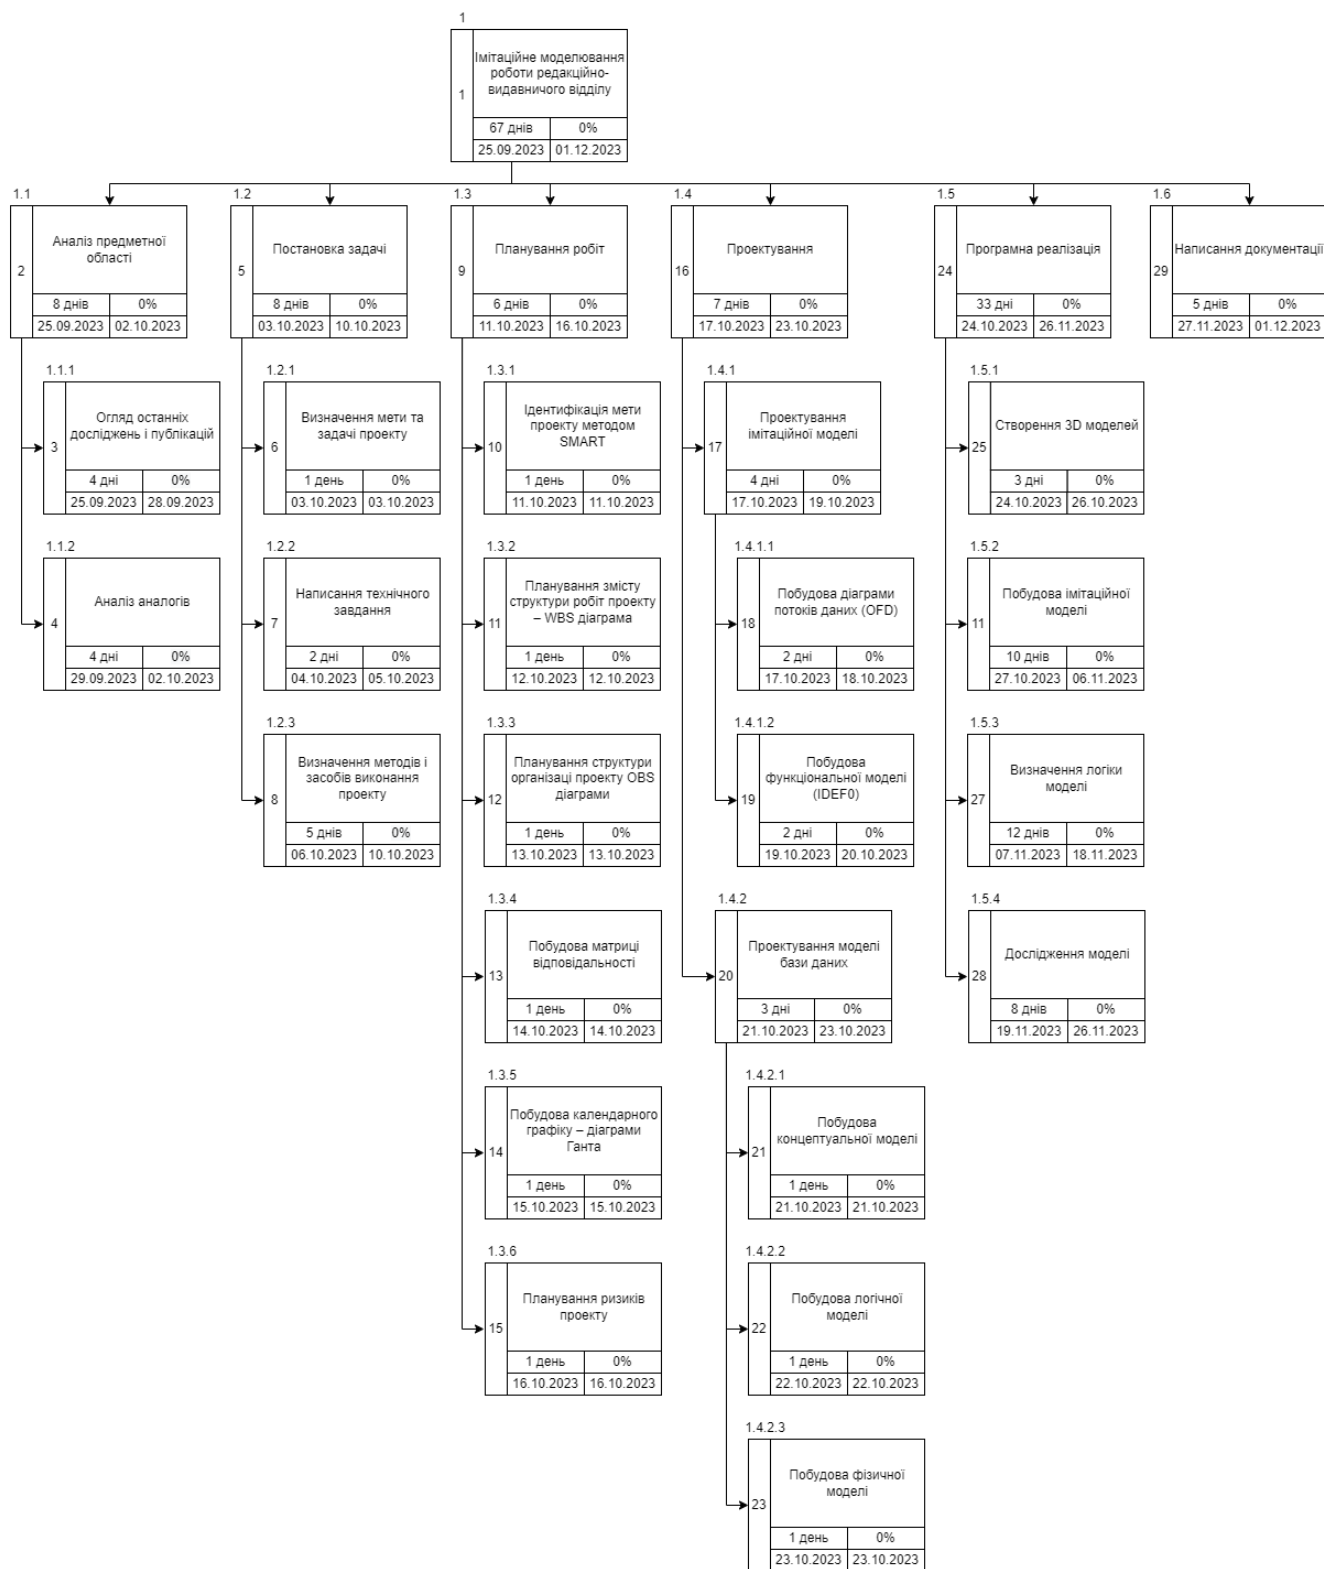 1
1
Імітаційне моделювання
роботи редакційно-
видавничого відділу
67 днів 0%
25.09.2023 01.12.2023
1.1
2
Аналіз предметної
області
8 днів 0%
25.09.2023 02.10.2023
1.1.1
3
Огляд останніх
досліджень і публікацій
4 дні 0%
25.09.2023 28.09.2023
1.1.2
4
Аналіз аналогів
4 дні 0%
29.09.2023 02.10.2023
1.2
5
Постановка задачі
8 днів 0%
03.10.2023 10.10.2023
1.2.1
6
Визначення мети та
задачі проекту
1 день 0%
03.10.2023 03.10.2023
1.2.2
7
Написання технічного
завдання
2 дні 0%
04.10.2023 05.10.2023
1.2.3
8
Визначення методів і
засобів виконання
проекту
5 днів 0%
06.10.2023 10.10.2023
1.3
9
Планування робіт
6 днів 0%
11.10.2023 16.10.2023
1.3.1
10
Ідентифікація мети
проекту методом
SMART
1 день 0%
11.10.2023 11.10.2023
1.3.2
11
Планування змісту
структури робіт проекту
– WBS діаграма
1 день 0%
12.10.2023 12.10.2023
1.3.3
12
Планування структури
організаці проекту OBS
діаграми
1 день 0%
13.10.2023 13.10.2023
1.3.4
13
Побудова матриці
відповідальності
1 день 0%
14.10.2023 14.10.2023
1.3.5
14
Побудова календарного
графіку – діаграми
Ганта
1 день 0%
15.10.2023 15.10.2023
1.3.6
15
Планування ризиків
проекту
1 день 0%
16.10.2023 16.10.2023
1.4
16
Проектування
7 днів 0%
17.10.2023 23.10.2023
1.4.1
17
Проектування
імітаційної моделі
4 дні 0%
17.10.2023 19.10.2023
1.4.1.1
18
Побудова діаграми
потоків даних (OFD)
2 дні 0%
17.10.2023 18.10.2023
1.4.1.2
19
Побудова
функціональної моделі
(IDEF0)
2 дні 0%
19.10.2023 20.10.2023
1.4.2
20
Проектування моделі
бази даних
3 дні 0%
21.10.2023 23.10.2023
1.4.2.1
21
Побудова
концептуальної моделі
1 день 0%
21.10.2023 21.10.2023
1.4.2.2
22
Побудова логічної
моделі
1 день 0%
22.10.2023 22.10.2023
1.4.2.3
23
Побудова фізичної
моделі
1 день 0%
23.10.2023 23.10.2023
1.5
24
Програмна реалізація
33 дні 0%
24.10.2023 26.11.2023
1.5.1
25
Створення 3D моделей
3 дні 0%
24.10.2023 26.10.2023
1.5.2
11
Побудова імітаційної
моделі
10 днів 0%
27.10.2023 06.11.2023
1.5.3
27
Визначення логіки
моделі
12 днів 0%
07.11.2023 18.11.2023
1.5.4
28
Дослідження моделі
8 днів 0%
19.11.2023 26.11.2023
1.6
29
Написання документації
5 днів 0%
27.11.2023 01.12.2023